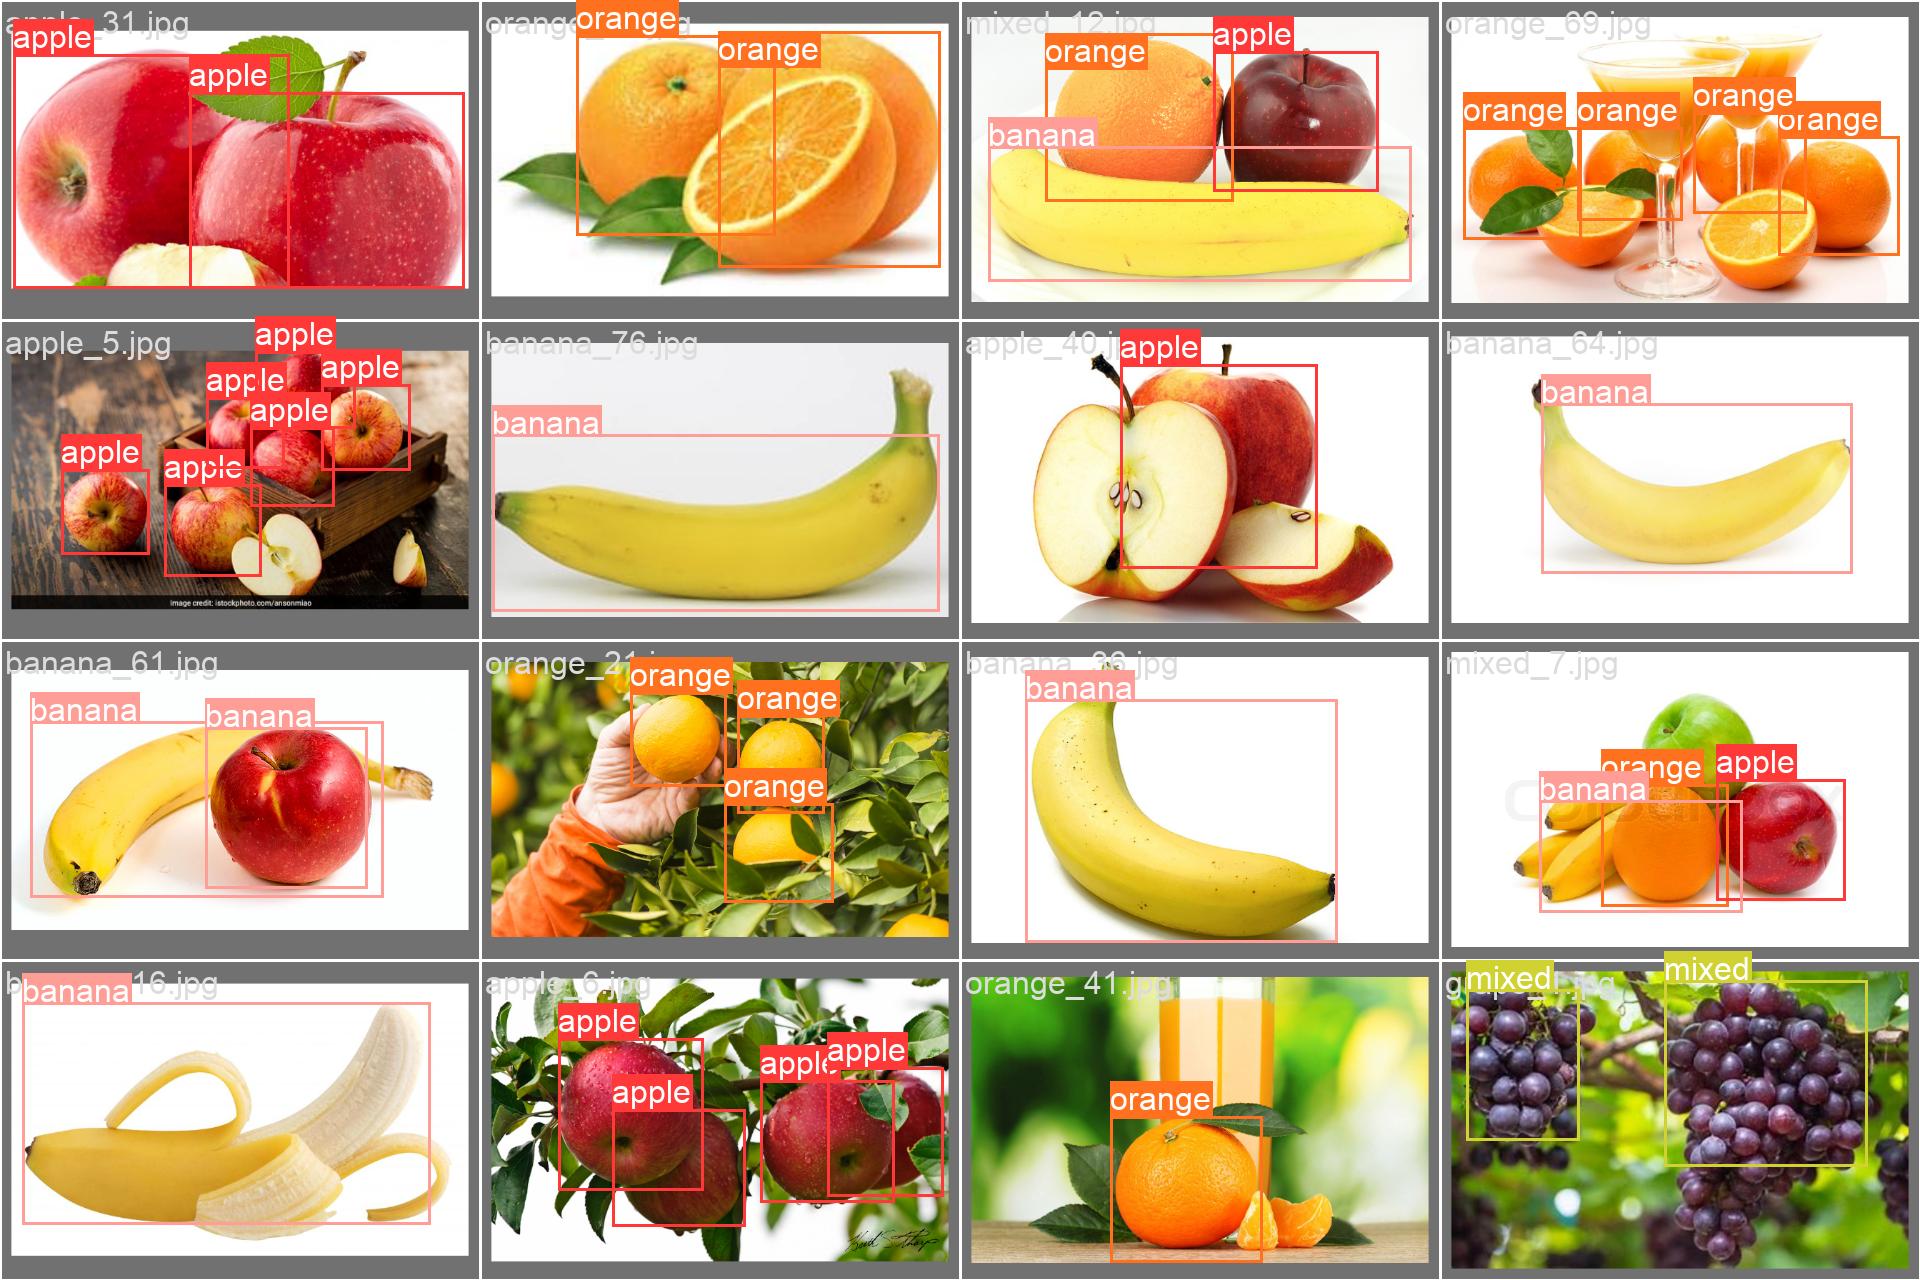 apple_31.jpg
apple
apple
orange
orange
mixed_12.jpg
orange
apple
banana
orange_69.jpg
orange
orange
orange
orange
apple_5.jpg
apple
apple
apple
apple
apple
apple
image credit: istockphoto.com/ansonmiao
banana_76.jpg
banana
apple_40.jpg
apple
banana_64.jpg
banana
banana_61.jpg
banana
banana
orange_21.jpg
orange
orange
orange
banana_36.jpg
banana
mixed_7.jpg
orange
apple
banana
16.jpg
banana
apple_6.jpg
apple
apple
apple
apple
orange_41.jpg
orange
mixed
mixed